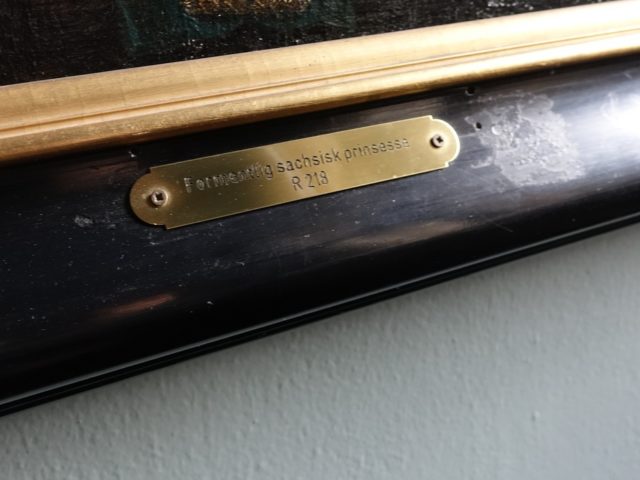 Formentlig sachsisk prinsesse
R 218